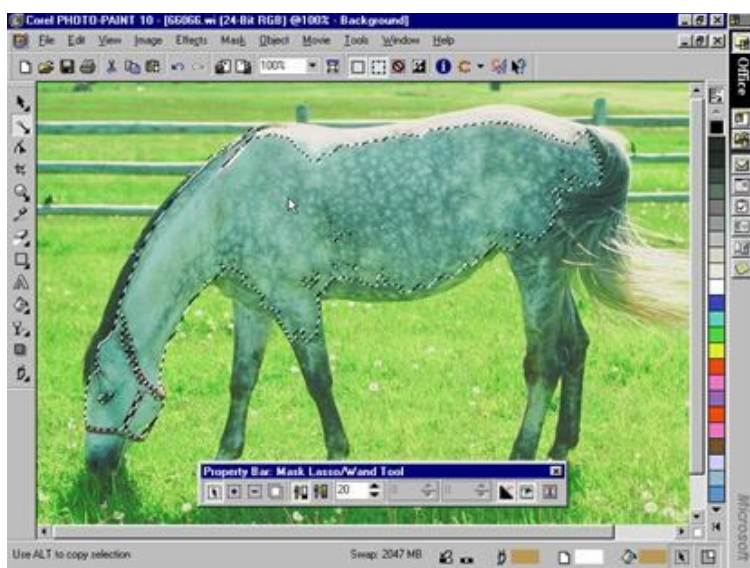 Corel PHOTO-PAINT 10 - [66066.wi (24-Bit RGB) @100% - Background]
File Edit View Image Effects Mask Object Movie Tools Window Help
100%
Office
Property Bar: Mask Lasso/Wand Tool
20
Use ALT to copy selection
Swap: 2047 MB
Microsoft